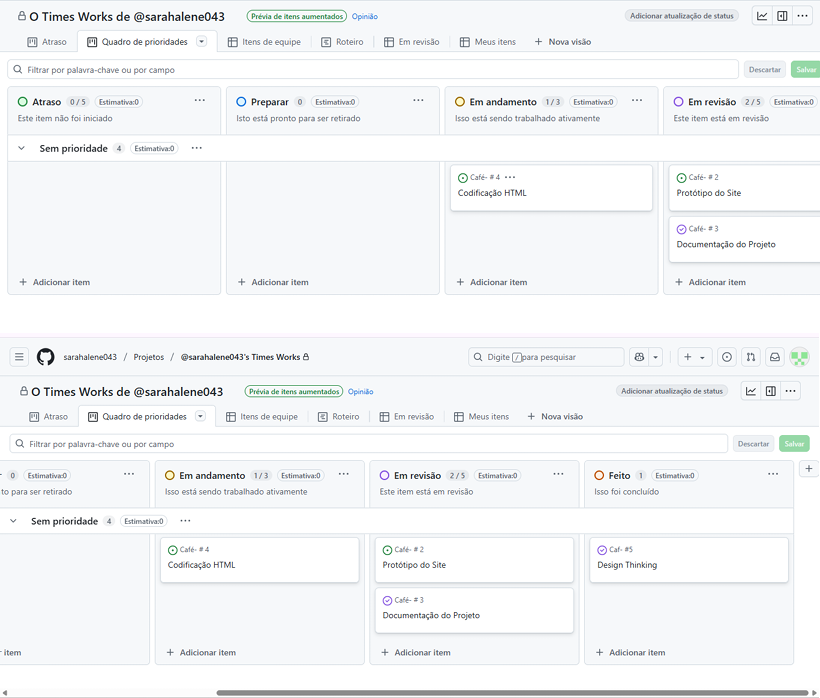 O Times Works de @sarahalene043 Prévia de itens aumentados Opinião Adicionar atualização de status
Atraso Quadro de prioridades Itens de equipe Roteiro Em revisão Meus itens + Nova visão
Filtrar por palavra-chave ou por campo Descartar Salvar
Atraso 0 / 5 Estimativa:0 ···
Este item não foi iniciado
Preparar 0 Estimativa:0 ···
Isto está pronto para ser retirado
Em andamento 1 / 3 Estimativa:0 ···
Isso está sendo trabalhado ativamente
Em revisão 2 / 5 Estimativa:0
Este item está em revisão
Sem prioridade 4 Estimativa:0 ···
Café- # 4 ···
Codificação HTML
Café- # 2
Protótipo do Site
Café- # 3
Documentação do Projeto
+ Adicionar item + Adicionar item + Adicionar item + Adicionar item
sarahalene043 / Projetos / @sarahalene043's Times Works Digite / para pesquisar
O Times Works de @sarahalene043 Prévia de itens aumentados Opinião Adicionar atualização de status
Atraso Quadro de prioridades Itens de equipe Roteiro Em revisão Meus itens + Nova visão
Filtrar por palavra-chave ou por campo Descartar Salvar
0 Estimativa:0 ···
to para ser retirado
Em andamento 1 / 3 Estimativa:0 ···
Isso está sendo trabalhado ativamente
Em revisão 2 / 5 Estimativa:0 ···
Este item está em revisão
Feito 1 Estimativa:0 ···
Isso foi concluído
Sem prioridade 4 Estimativa:0 ···
Café- # 4
Codificação HTML
Café- # 2
Protótipo do Site
Café- # 3
Documentação do Projeto
Caf- #5
Design Thinking
item + Adicionar item + Adicionar item + Adicionar item